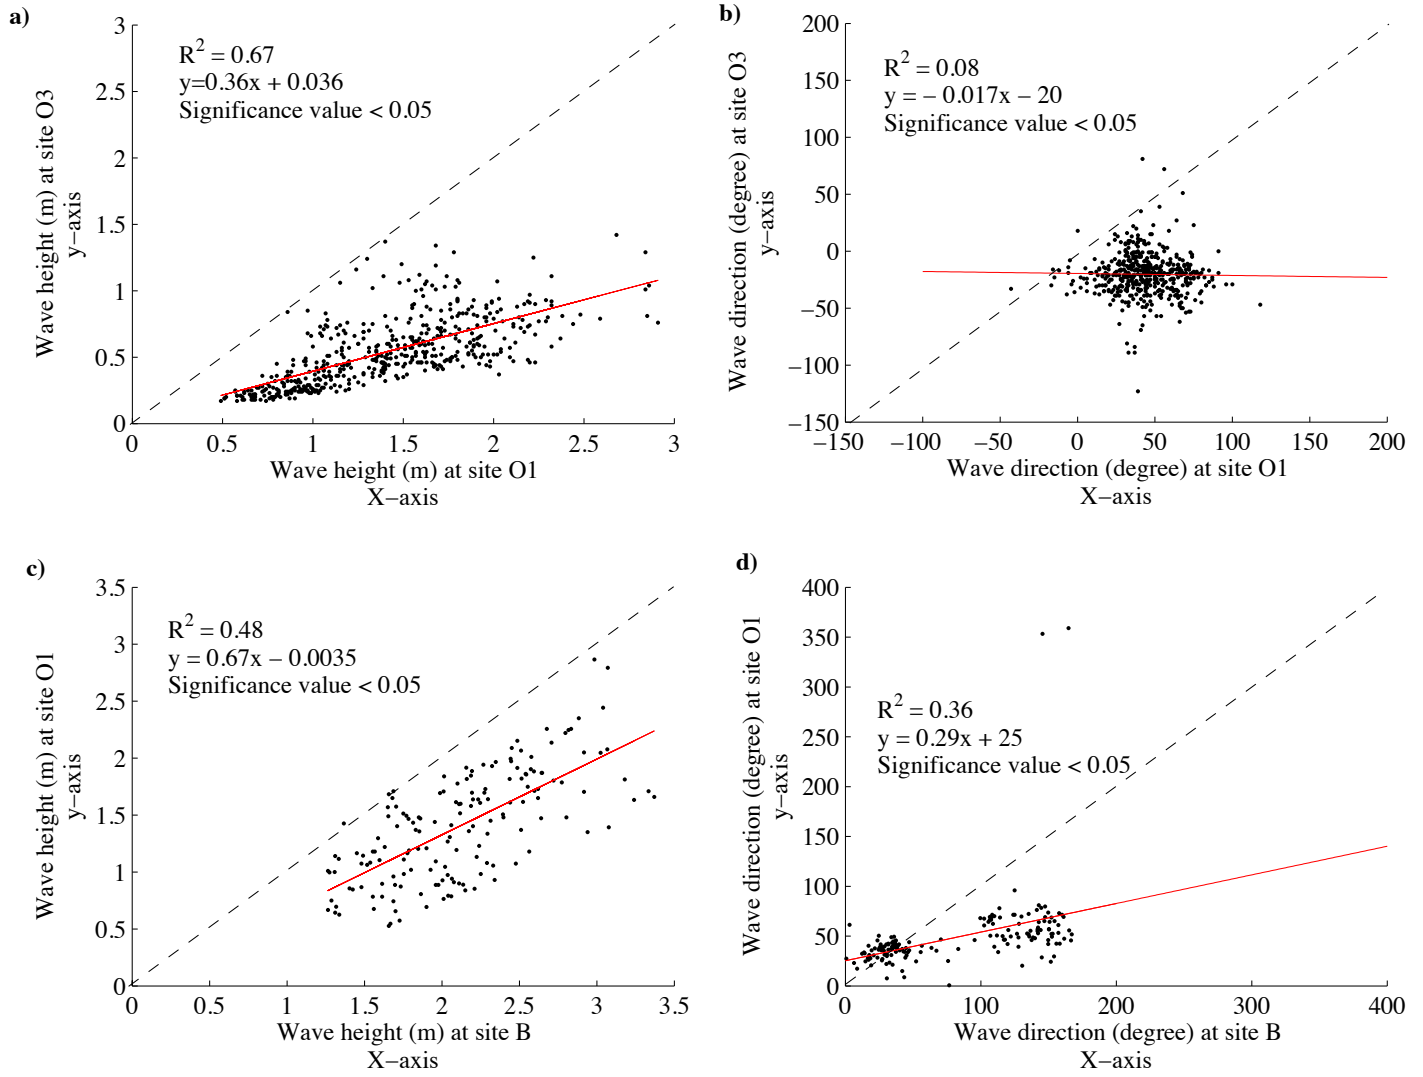 a)
3
2.5
2
1.5
1
0.5
0
R2 = 0.67
y=0.36x + 0.036
Significance value < 0.05
Wave height (m) at site O3
y−axis
0
0.5
1
1.5
2
2.5
3
Wave height (m) at site O1
X−axis
b)
200
150
100
50
0
−50
−100
−150
R2 = 0.08
y = − 0.017x − 20
Significance value < 0.05
Wave direction (degree) at site O3
y−axis
−150
−100
−50
0
50
100
150
200
Wave direction (degree) at site O1
X−axis
c)
3.5
3
2.5
2
1.5
1
0.5
0
R2 = 0.48
y = 0.67x − 0.0035
Significance value < 0.05
Wave height (m) at site O1
y−axis
0
0.5
1
1.5
2
2.5
3
3.5
Wave height (m) at site B
X−axis
d)
400
350
300
250
200
150
100
50
0
R2 = 0.36
y = 0.29x + 25
Significance value < 0.05
Wave direction (degree) at site O1
y−axis
0
100
200
300
400
Wave direction (degree) at site B
X−axis